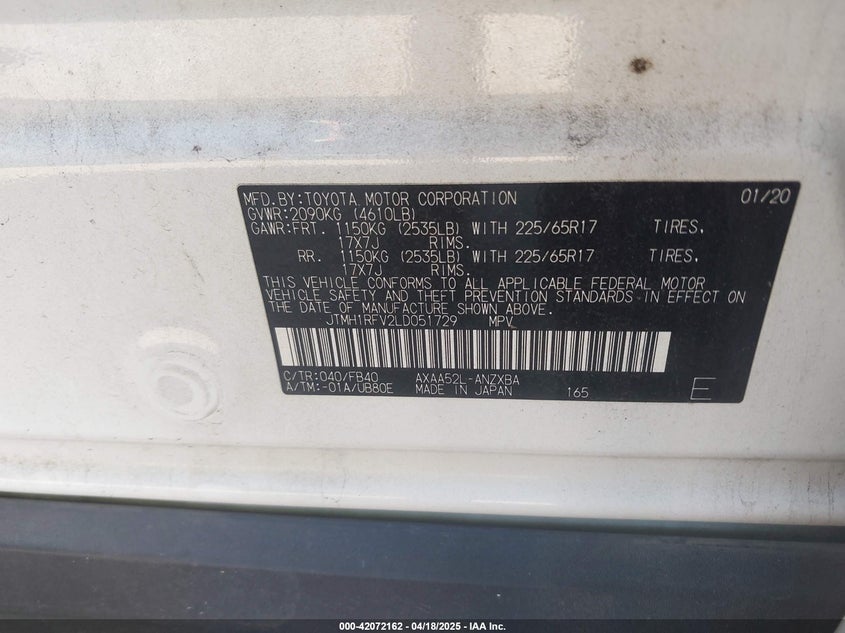 MFD.BY:TOYOTA MOTOR CORPORATION 01/20
GVWR:2090KG (4610LB)
GAWR:FRT. 1150KG (2535LB) WITH 225/65R17 TIRES,
17X7J RIMS.
RR. 1150KG (2535LB) WITH 225/65R17 TIRES,
17X7J RIMS.
THIS VEHICLE CONFORMS TO ALL APPLICABLE FEDERAL MOTOR
VEHICLE SAFETY AND THEFT PREVENTION STANDARDS IN EFFECT ON
THE DATE OF MANUFACTURE SHOWN ABOVE.
JTMH1RFV2LD051729 MPV
C/TR:040/FB40 AXAA52L-ANZXBA
A/TM:-01A/UB80E MADE IN JAPAN 165 E
000-42072162 - 04/18/2025 - IAA Inc.